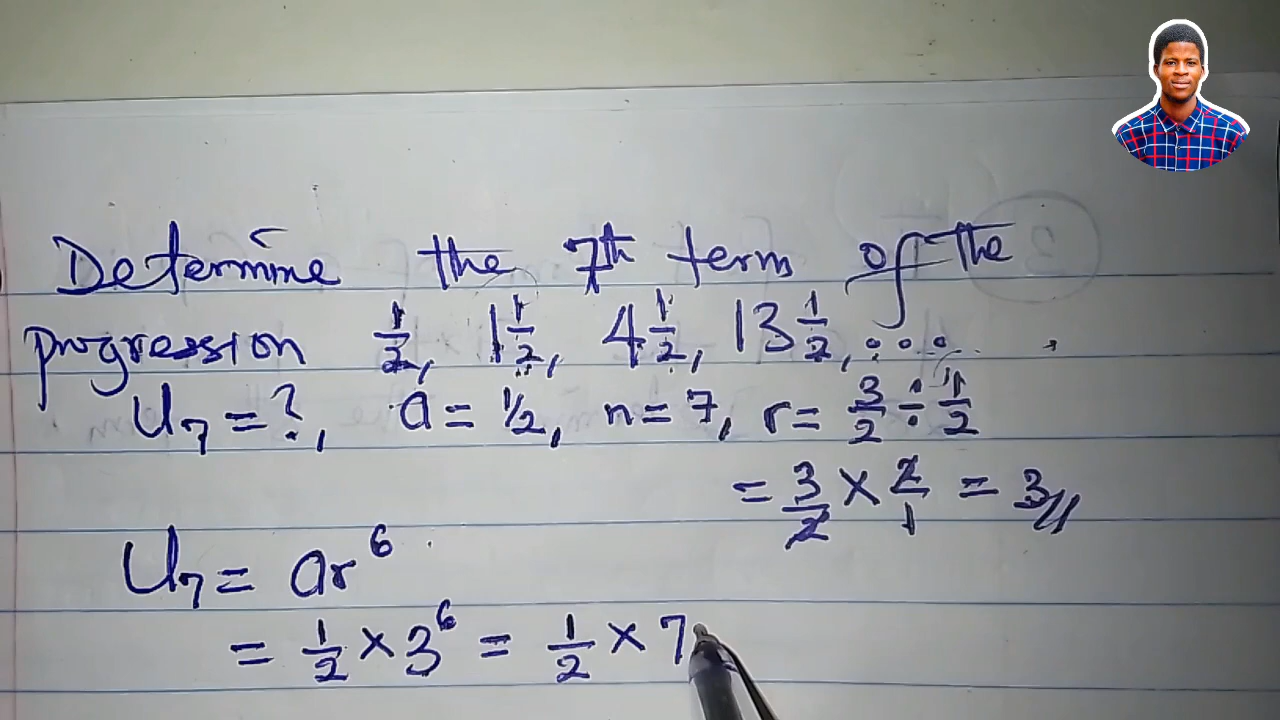 Determine the 7th term of the
progression 1/2, 1 1/2, 4 1/2, 13 1/2, ...
U7 = ?, a = 1/2, n = 7, r = 3/2 ÷ 1/2
= 3/2 × 2/1 = 3//
U7 = ar^6
= 1/2 × 3^6 = 1/2 × 7